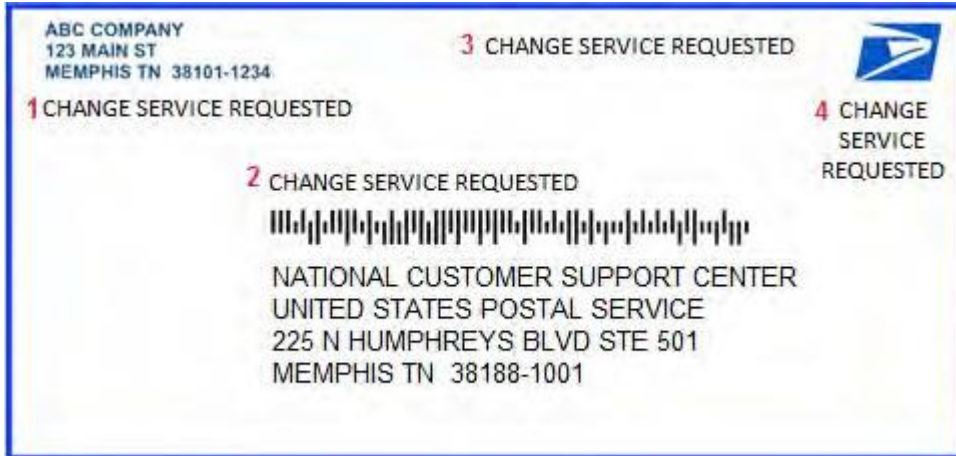 ABC COMPANY
123 MAIN ST
MEMPHIS TN 38101-1234
1 CHANGE SERVICE REQUESTED
3 CHANGE SERVICE REQUESTED
4 CHANGE
SERVICE
REQUESTED
2 CHANGE SERVICE REQUESTED
NATIONAL CUSTOMER SUPPORT CENTER
UNITED STATES POSTAL SERVICE
225 N HUMPHREYS BLVD STE 501
MEMPHIS TN 38188-1001